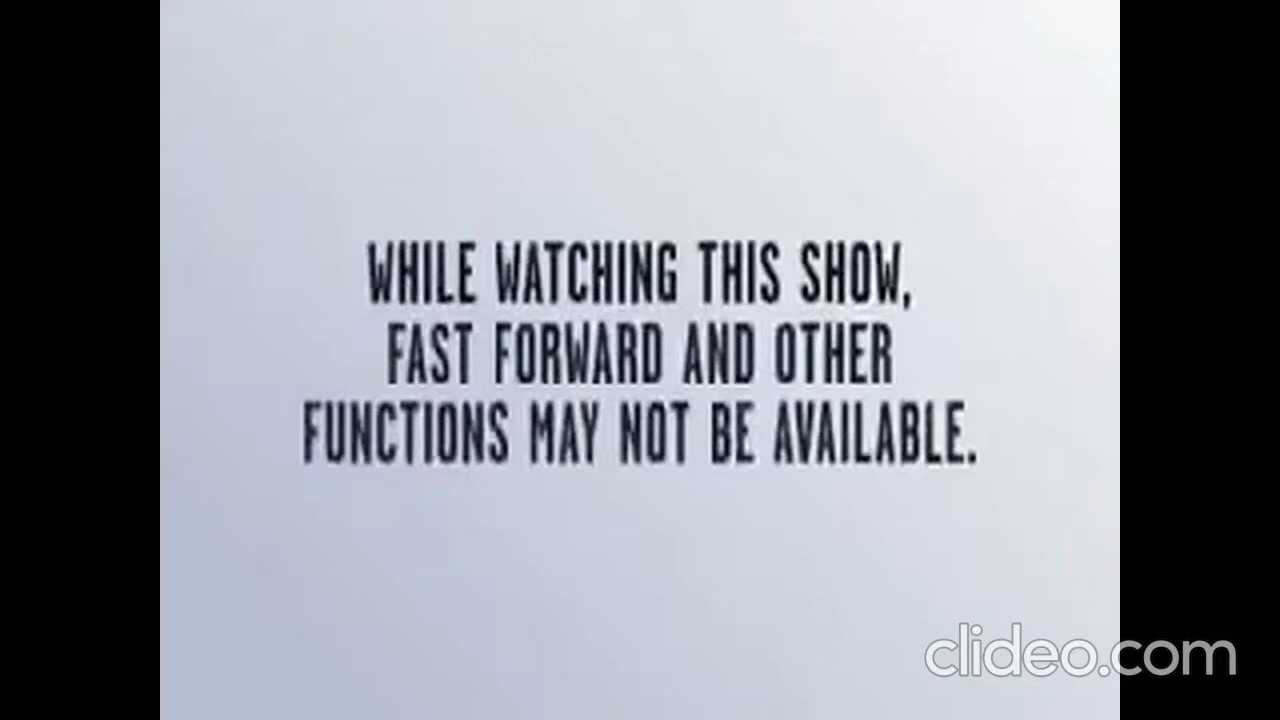 WHILE WATCHING THIS SHOW,
FAST FORWARD AND OTHER
FUNCTIONS MAY NOT BE AVAILABLE.
clideo.com